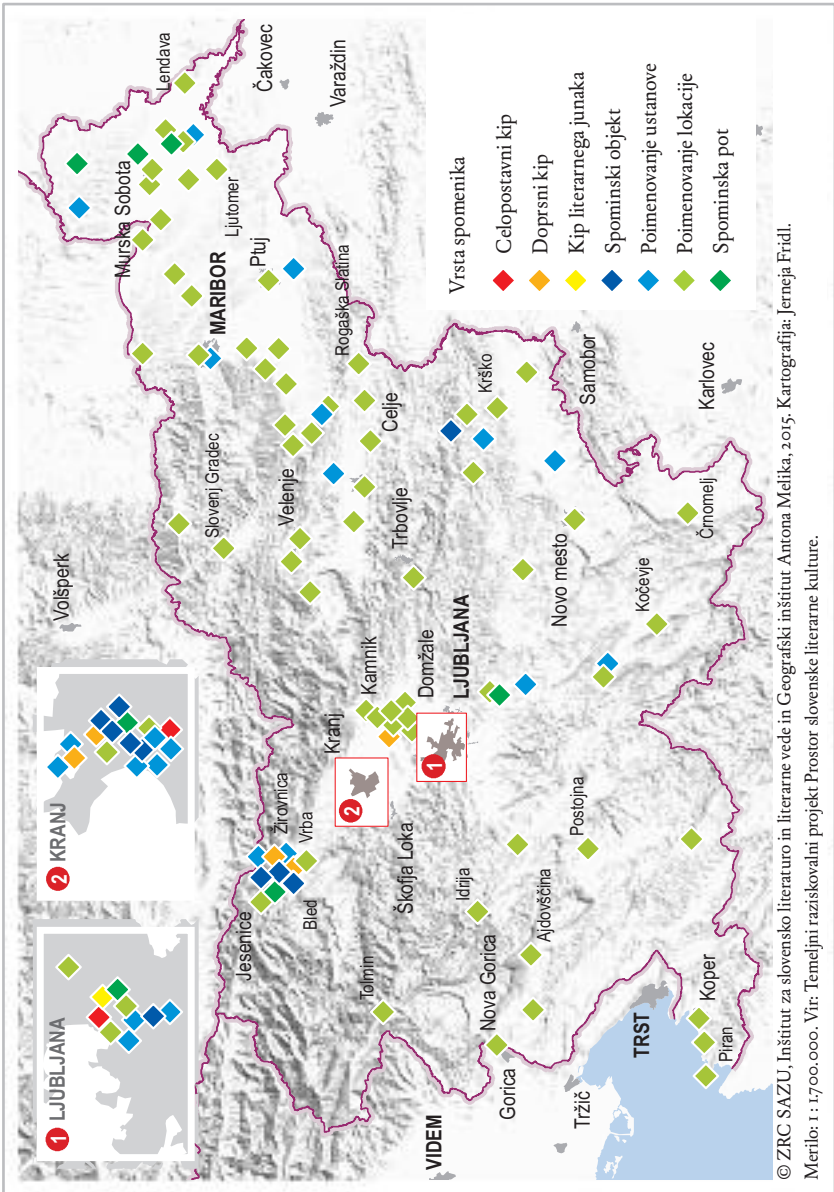 1 LJUBLJANA
2 KRANJ
Volšperk
Jesenice
Žirovnica
Vrba
Bled
Kranj
2
Kamnik
Škofja Loka
Domžale
LJUBLJANA
1
Tolmin
Idrija
Nova Gorica
Gorica
Ajdovščina
Postojna
VIDEM
Tržič
TRST
Koper
Piran
Slovenj Gradec
Velenje
Trbovlje
Celje
MARIBOR
Ptuj
Rogaška Slatina
Murska Sobota
Ljutomer
Lendava
Čakovec
Varaždin
Krško
Novo mesto
Kočevje
Črnomelj
Samobor
Karlovec
Vrsta spomenika
Celopostavni kip
Doprsni kip
Kip literarnega junaka
Spominski objekt
Poimenovanje ustanove
Poimenovanje lokacije
Spominska pot
© ZRC SAZU, Inštitut za slovensko literaturo in literarne vede in Geografski inštitut Antona Melika, 2015. Kartografija: Jerneja Fridl.
Merilo: 1 : 1,700.000. Vir: Temeljni raziskovalni projekt Prostor slovenske literarne kulture.